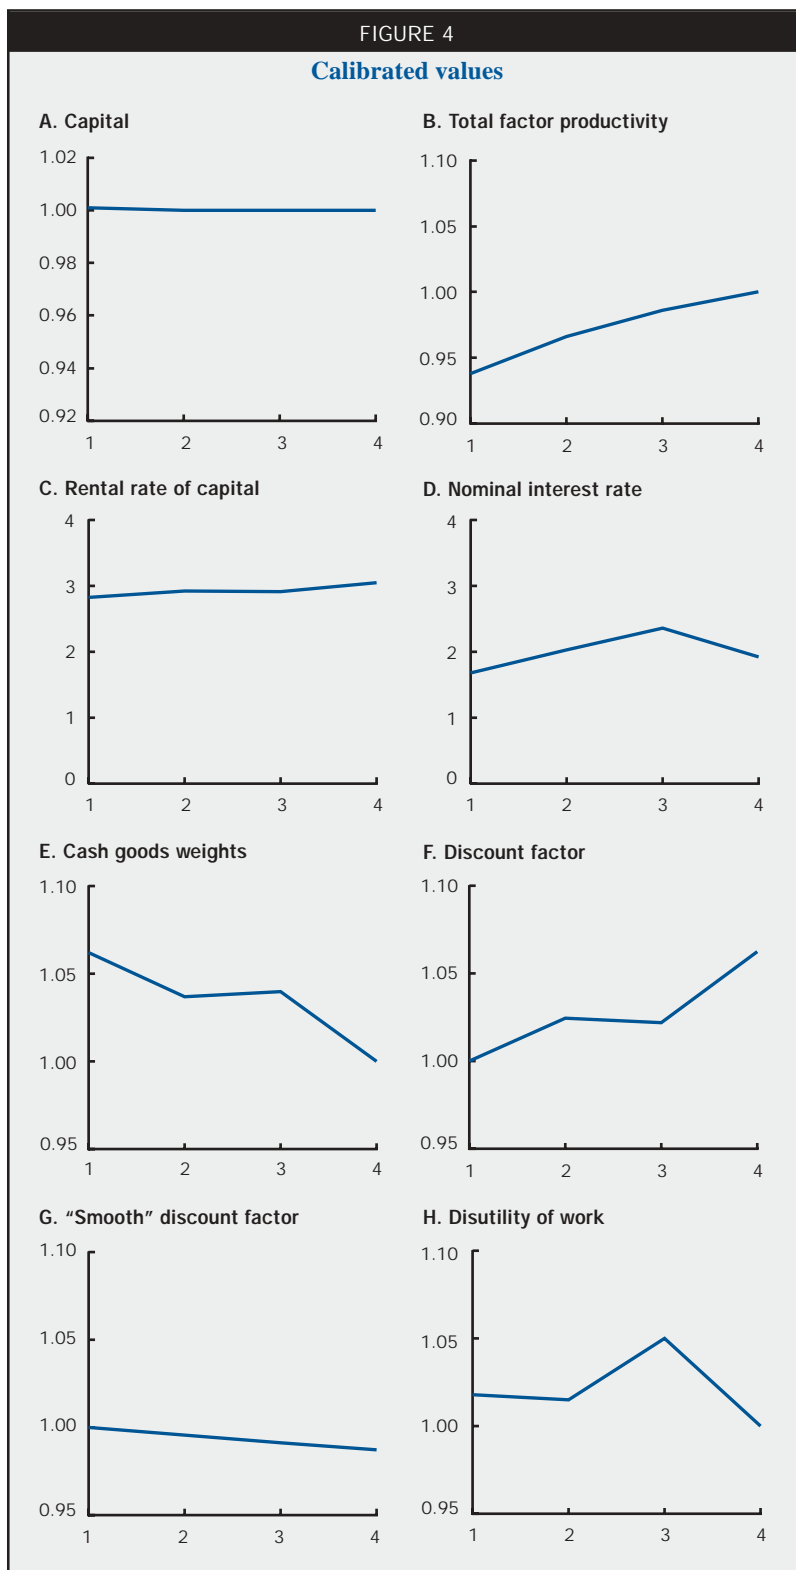 FIGURE 4
Calibrated values
A. Capital
1.02
1.00
0.98
0.96
0.94
0.92
1 2 3 4
B. Total factor productivity
1.10
1.05
1.00
0.95
0.90
1 2 3 4
C. Rental rate of capital
4
3
2
1
0
1 2 3 4
D. Nominal interest rate
4
3
2
1
0
1 2 3 4
E. Cash goods weights
1.10
1.05
1.00
0.95
1 2 3 4
F. Discount factor
1.10
1.05
1.00
0.95
1 2 3 4
G. “Smooth” discount factor
1.10
1.05
1.00
0.95
1 2 3 4
H. Disutility of work
1.10
1.05
1.00
0.95
1 2 3 4